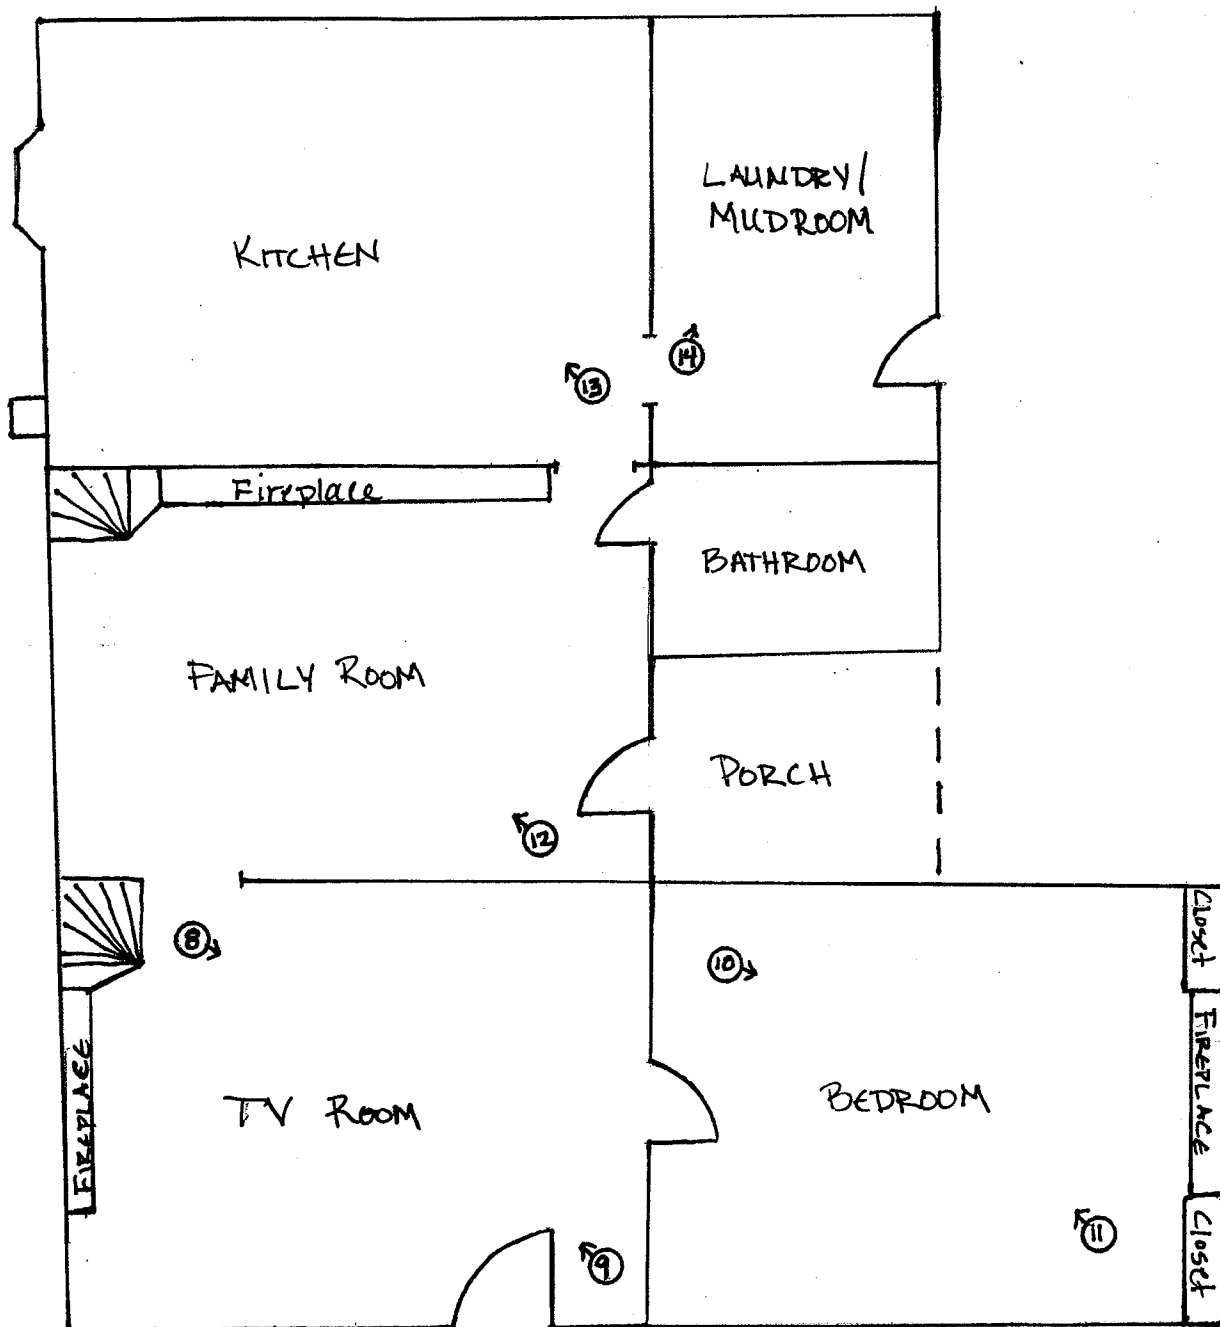 LAUNDRY/
MUDROOM
KITCHEN
14
13
Fireplace
BATHROOM
FAMILY ROOM
PORCH
12
8
10
Closet
FIREPLACE
TV ROOM
BEDROOM
FIREPLACE
9
11
Closet